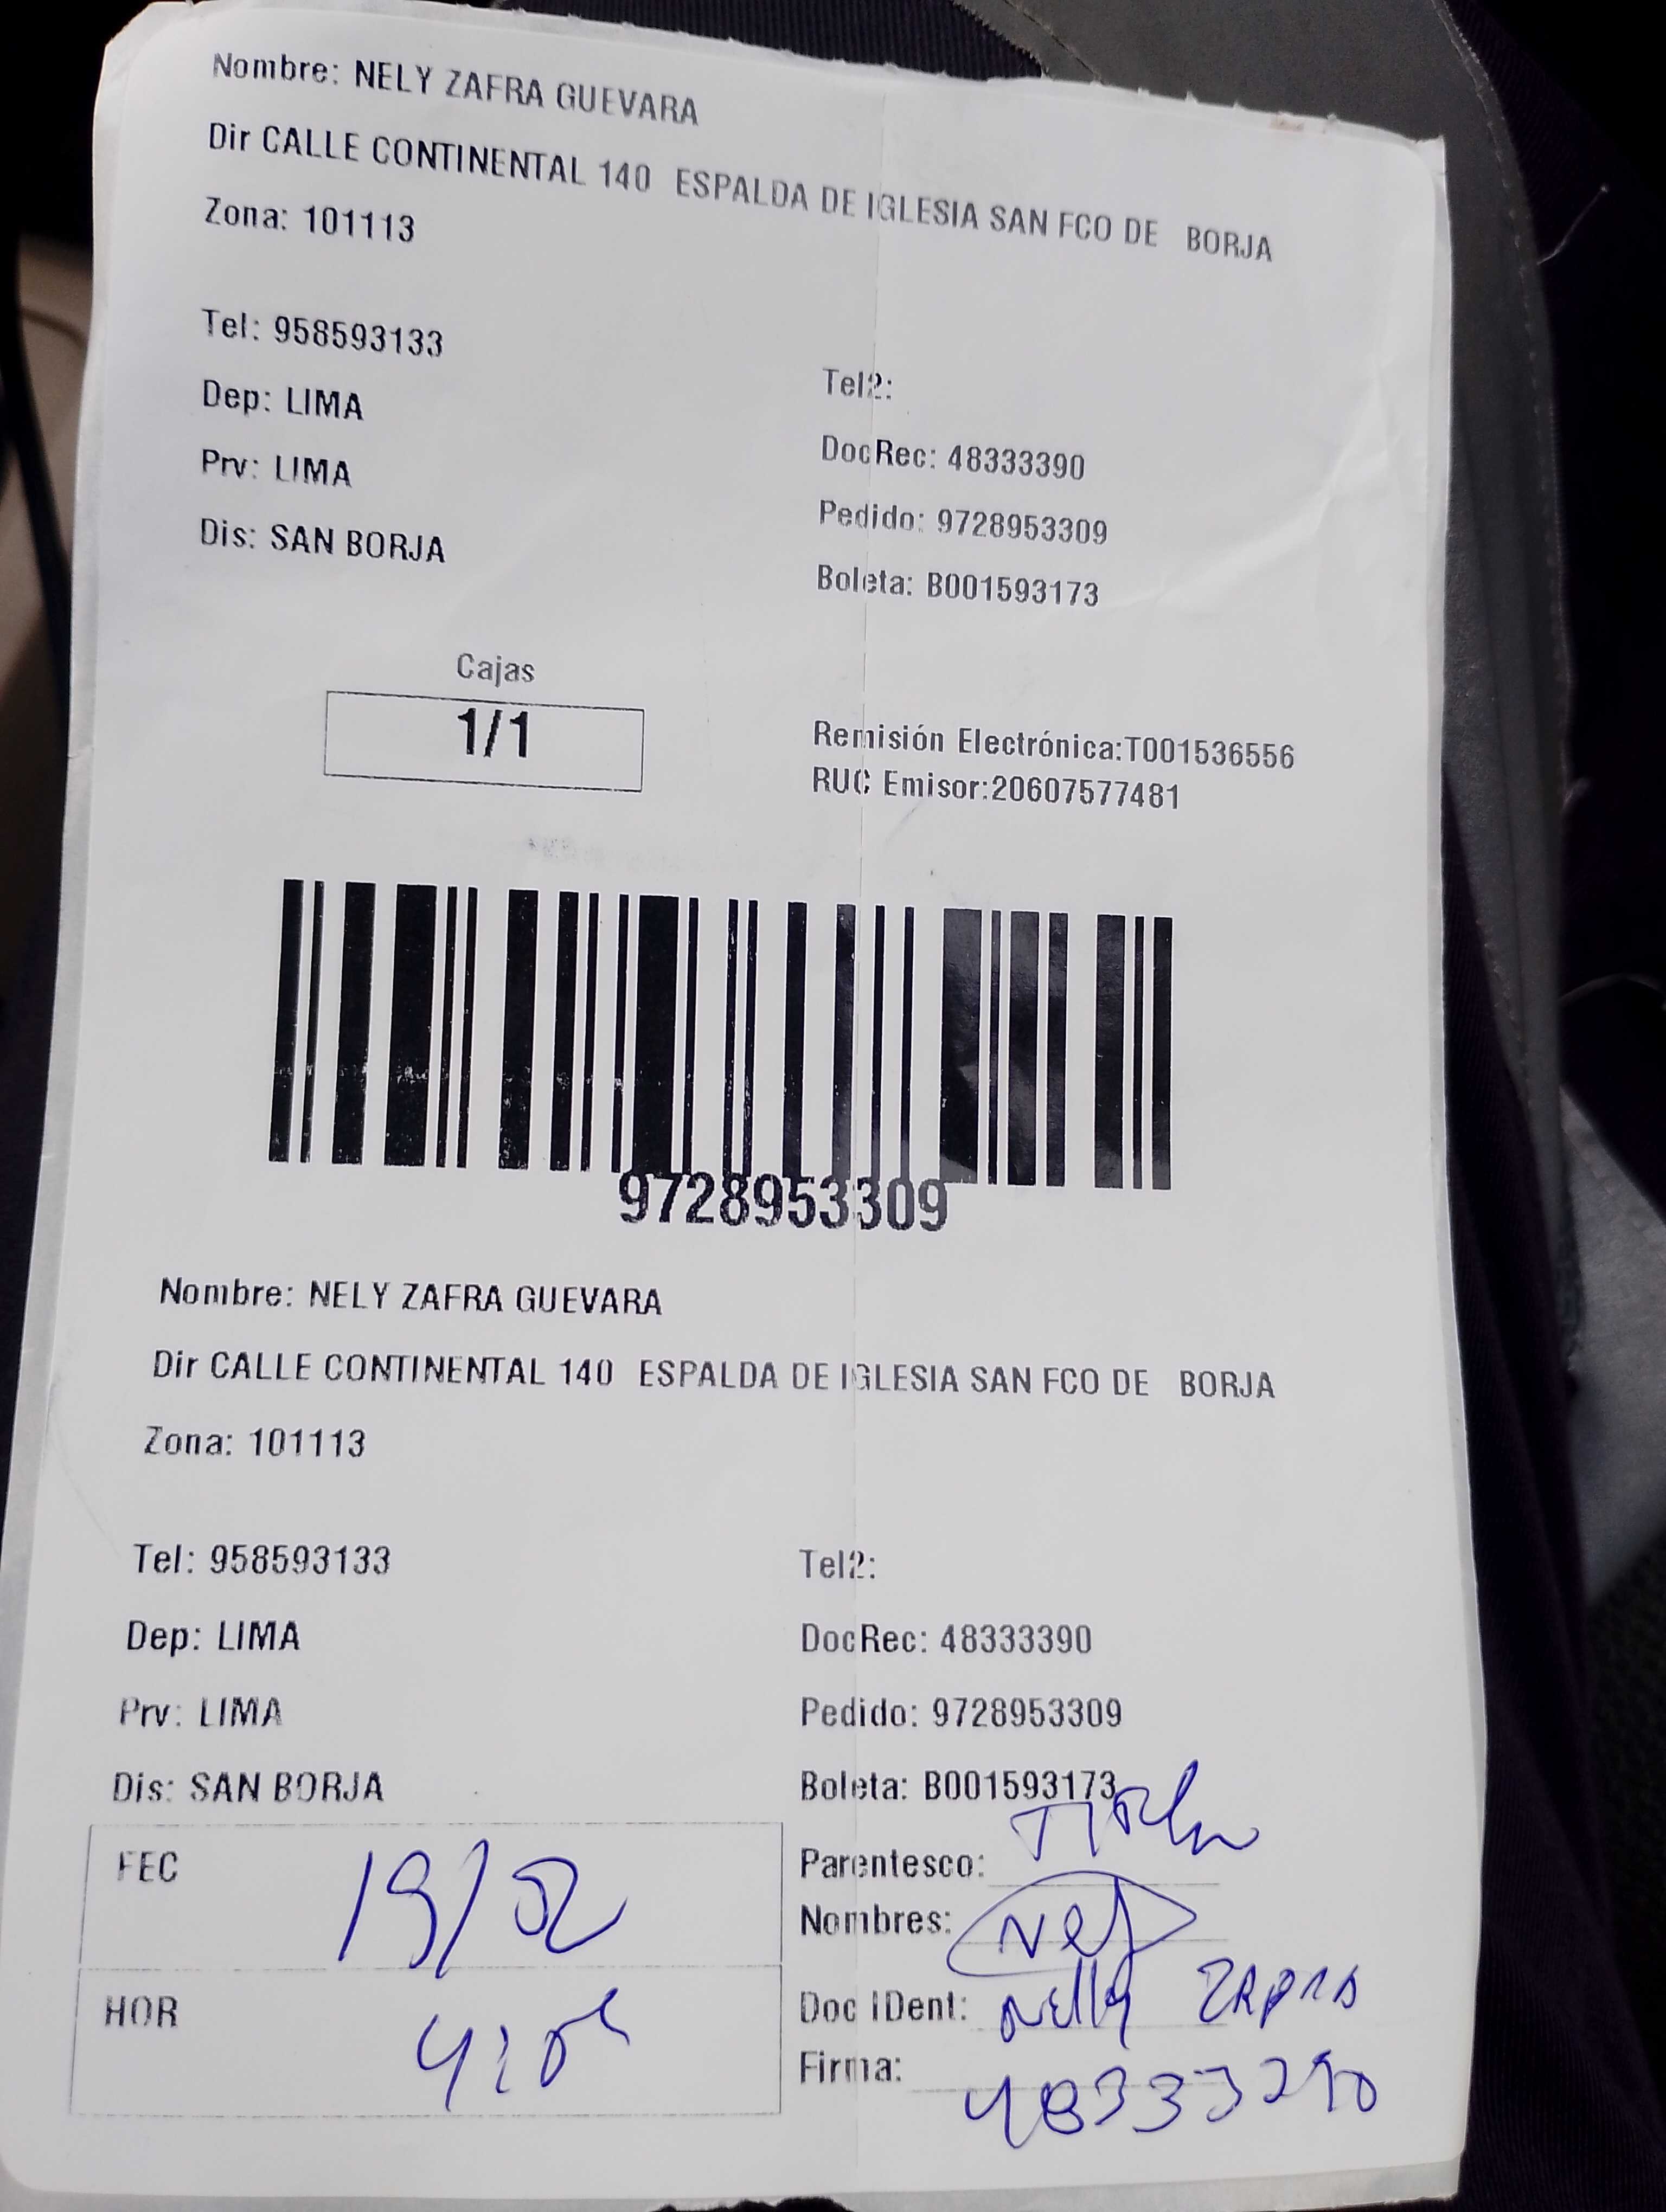 Nombre: NELY ZAFRA GUEVARA
Dir CALLE CONTINENTAL 140 ESPALDA DE IGLESIA SAN FCO DE BORJA
Zona: 101113
Tel: 958593133
Tel2:
Dep: LIMA
DocRec: 48333390
Prv: LIMA
Pedido: 9728953309
Dis: SAN BORJA
Boleta: B001593173
Cajas
1/1
Remisión Electrónica:T001536556
RUC Emisor:20607577481
9728953309
Nombre: NELY ZAFRA GUEVARA
Dir CALLE CONTINENTAL 140 ESPALDA DE IGLESIA SAN FCO DE BORJA
Zona: 101113
Tel: 958593133
Tel2:
Dep: LIMA
DocRec: 48333390
Prv: LIMA
Pedido: 9728953309
Dis: SAN BORJA
Boleta: B001593173
FEC 19/02
Parentesco:
Nombres:
HOR
Doc IDent: Nelly
Firma: